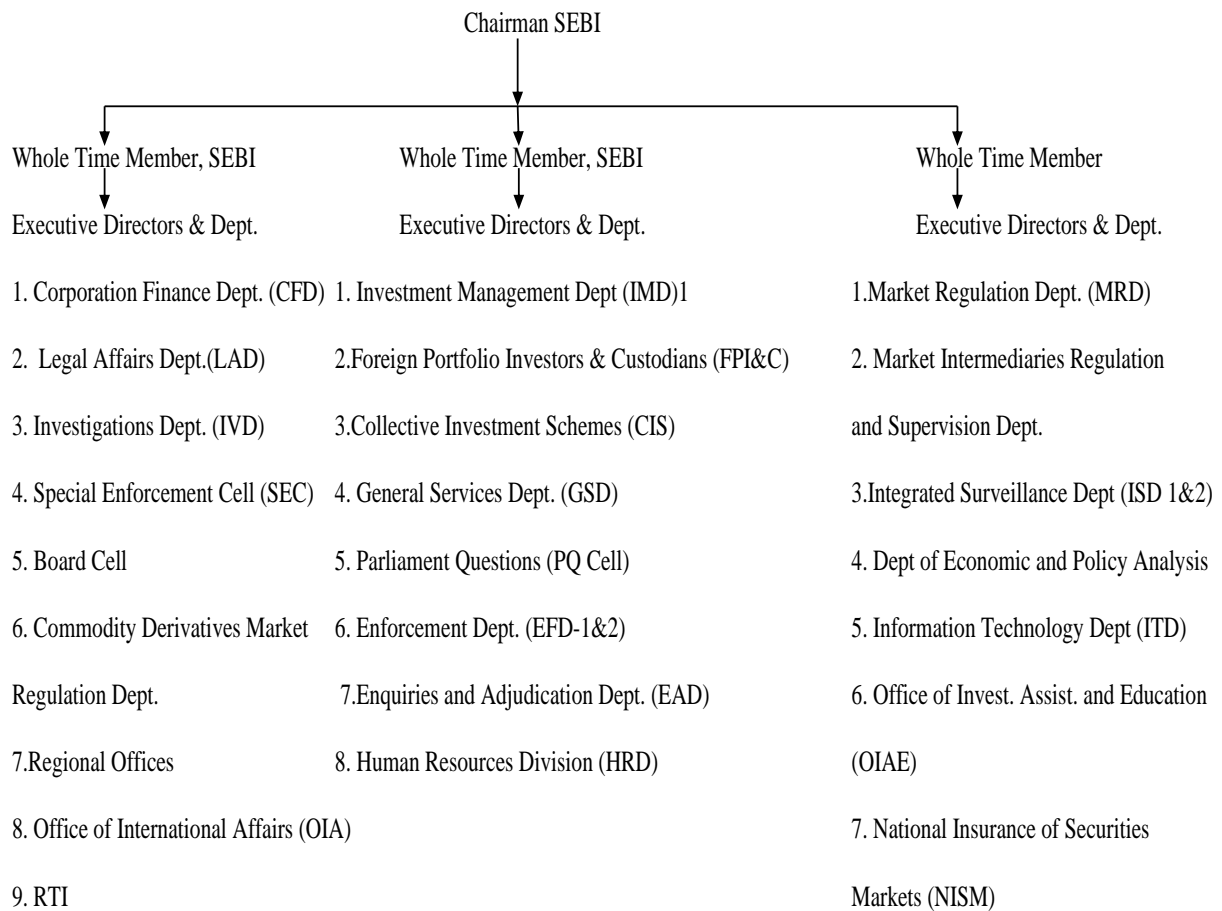 Chairman SEBI
Whole Time Member, SEBI
Executive Directors & Dept.
1. Corporation Finance Dept. (CFD)
2. Legal Affairs Dept.(LAD)
3. Investigations Dept. (IVD)
4. Special Enforcement Cell (SEC)
5. Board Cell
6. Commodity Derivatives Market
Regulation Dept.
7.Regional Offices
8. Office of International Affairs (OIA)
9. RTI
Whole Time Member, SEBI
Executive Directors & Dept.
1. Investment Management Dept (IMD)1
2.Foreign Portfolio Investors & Custodians (FPI&C)
3.Collective Investment Schemes (CIS)
4. General Services Dept. (GSD)
5. Parliament Questions (PQ Cell)
6. Enforcement Dept. (EFD-1&2)
7.Enquiries and Adjudication Dept. (EAD)
8. Human Resources Division (HRD)
Whole Time Member
Executive Directors & Dept.
1.Market Regulation Dept. (MRD)
2. Market Intermediaries Regulation
and Supervision Dept.
3.Integrated Surveillance Dept (ISD 1&2)
4. Dept of Economic and Policy Analysis
5. Information Technology Dept (ITD)
6. Office of Invest. Assist. and Education
(OIAE)
7. National Insurance of Securities
Markets (NISM)